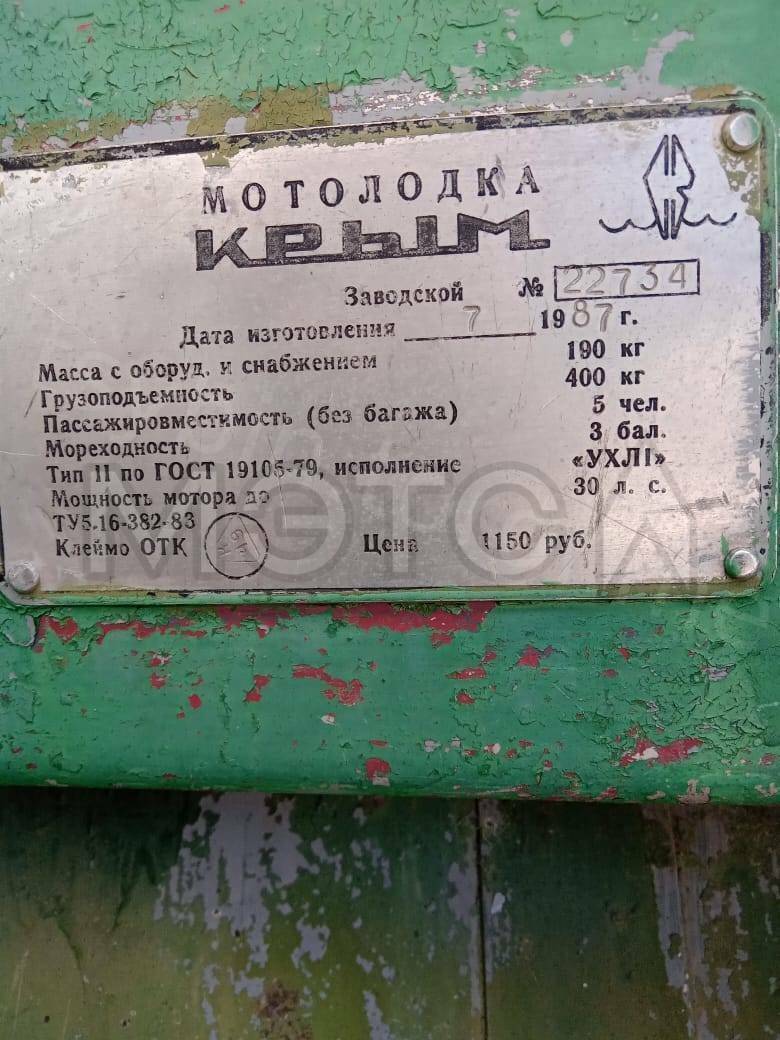 МОТОЛОДКА
КРЫМ
Заводской № 22734
Дата изготовления 7 1987 г.
Масса с оборуд. и снабжением 190 кг
Грузоподъемность 400 кг
Пассажировместимость (без багажа) 5 чел.
Мореходность 3 бал.
Тип II по ГОСТ 19105-79, исполнение «УХЛI»
Мощность мотора до 30 л. с.
ТУ5.16-382-83
Клеймо ОТК Цена 1150 руб.